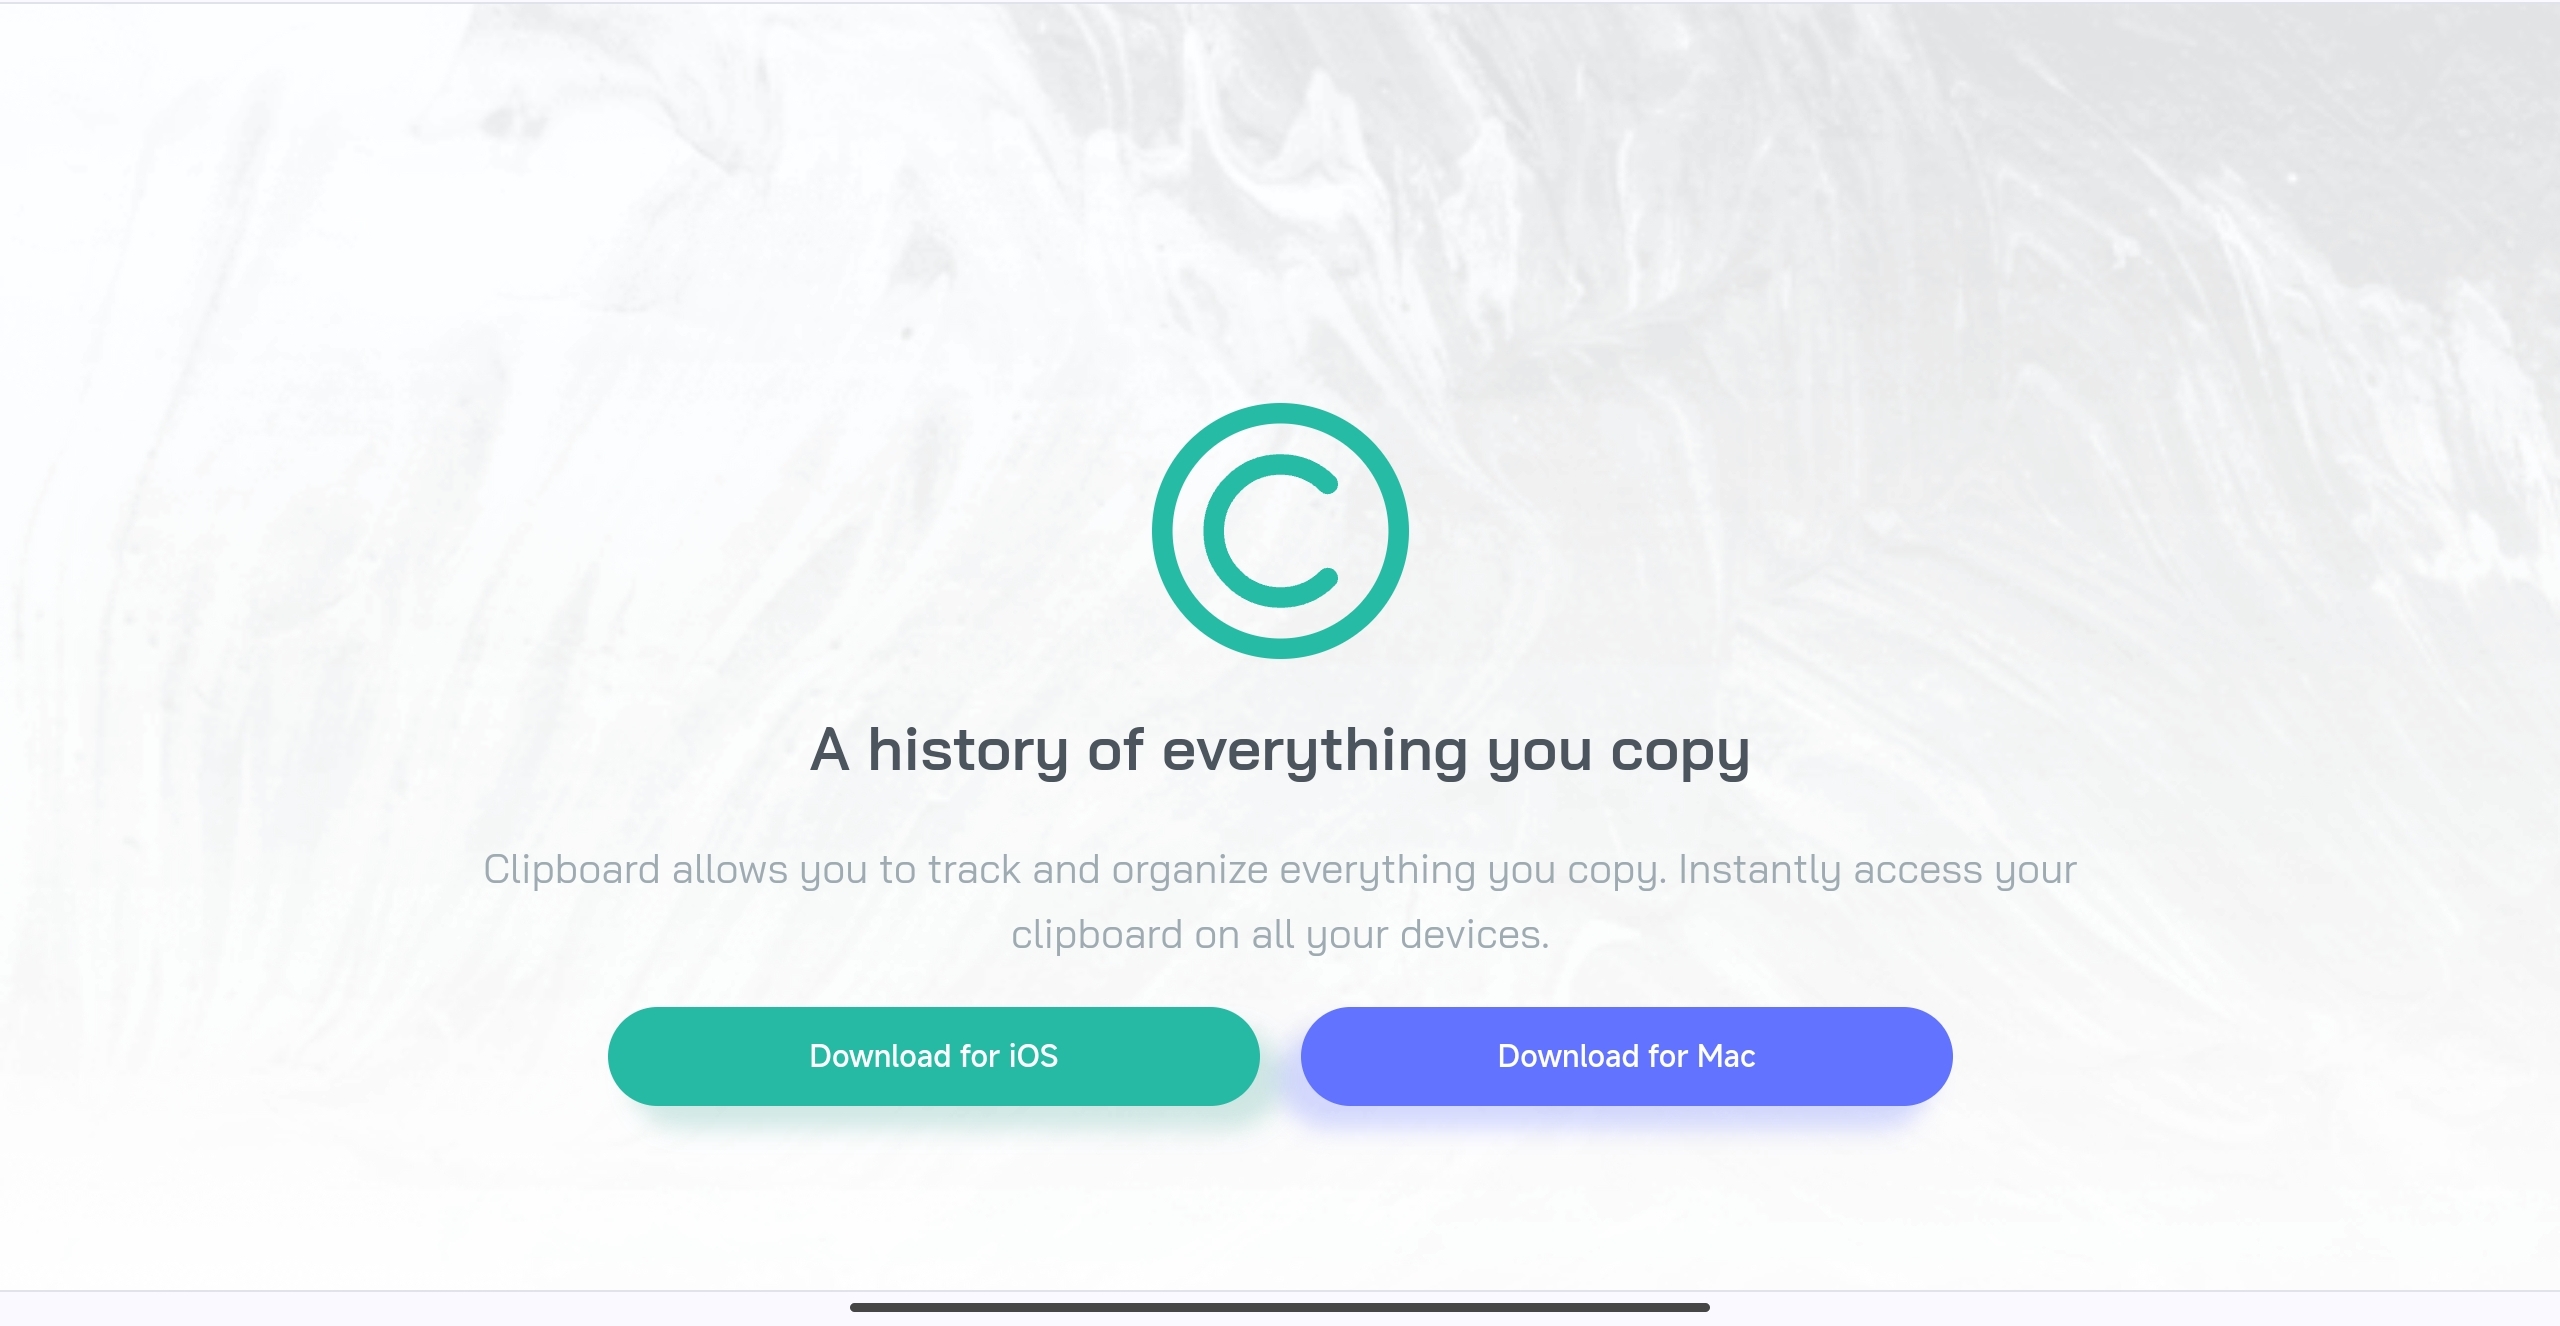 ©
A history of everything you copy
Clipboard allows you to track and organize everything you copy. Instantly access your
clipboard on all your devices.
Download for iOS
Download for Mac